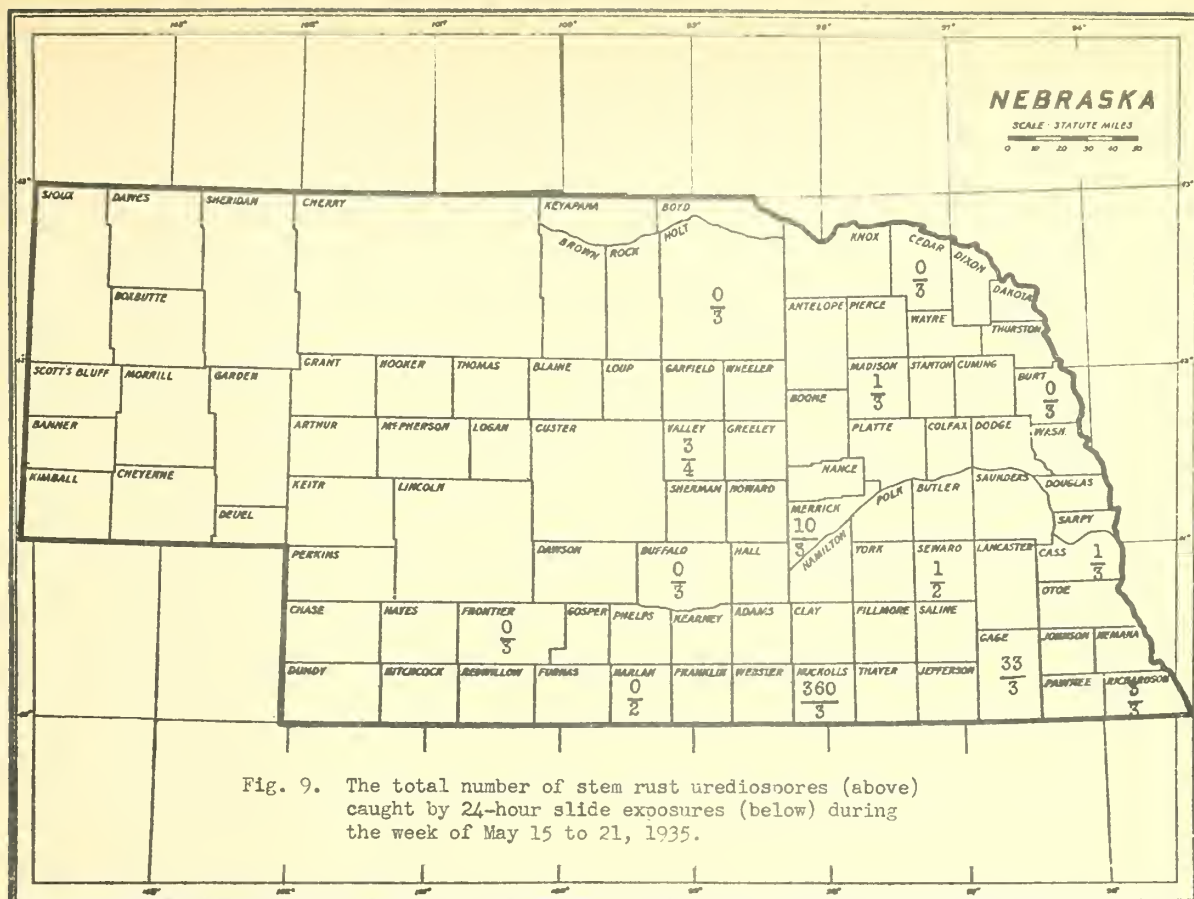 NEBRASKA
SCALE - STATUTE MILES
0 10 20 30 40 50
SIOUX DAWES SHERIDAN CHERRY KEYAPAHA BOYD
BROWN ROCK HOLT KNOX CEDAR DIXON
0
3
0
3
DAKOTA
BOXBUTTE ANTELOPE PIERCE WAYRE THURSTON
SCOTT'S BLUFF MORRILL GARDEN GRANT HOOKER THOMAS BLAINE LOUP GARFIELD WHEELER MADISON STANTON CUMING BURT
1
3
0
3
BOONE
BANNER ARTHUR McPHERSON LOGAN CUSTER VALLEY GREELEY PLATTE COLFAX DODGE WASH.
3
4
NANCE
KIMBALL CHEYENNE KEITH LINCOLN SHERMAN HOWARD POLK BUTLER SAUNDERS DOUGLAS
MERRICK
10
3
DEUEL SARPY
HAMILTON
PERKINS DAWSON BUFFALO HALL YORK SEWARD LANCASTER CASS
0
3
1
2
1
3
OTOE
CHASE HAYES FRONTIER GOSPER PHELPS KEARNEY ADAMS CLAY FILLMORE SALINE
0
3
GAGE JOHNSON NEMAHA
33
3
DUNDY HITCHCOCK REDWILLOW FURNAS HARLAN FRANKLIN WEBSTER NUCKOLLS THAYER JEFFERSON PAWNEE RICHARDSON
0
2
360
3
3
Fig. 9. The total number of stem rust urediospores (above)
caught by 24-hour slide exposures (below) during
the week of May 15 to 21, 1935.